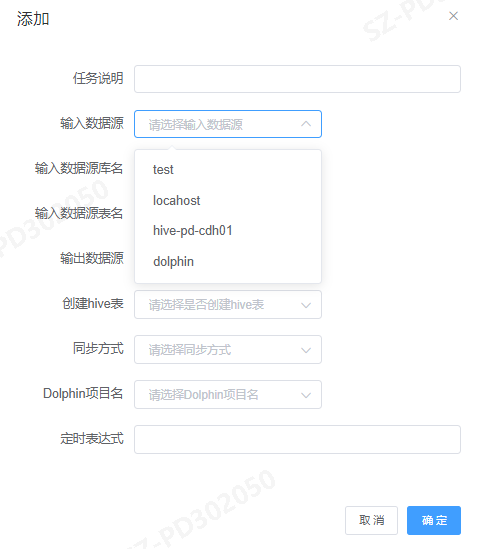 添加
SZ-PD30
任务说明
输入数据源 请选择输入数据源
输入数据源库名
test
locahost
输入数据源表名
hive-pd-cdh01
输出数据源
dolphin
PD302050
创建hive表 请选择是否创建hive表
同步方式 请选择同步方式
Dolphin项目名 请选择Dolphin项目名
定时表达式
SZ-PD302050
取消 确定